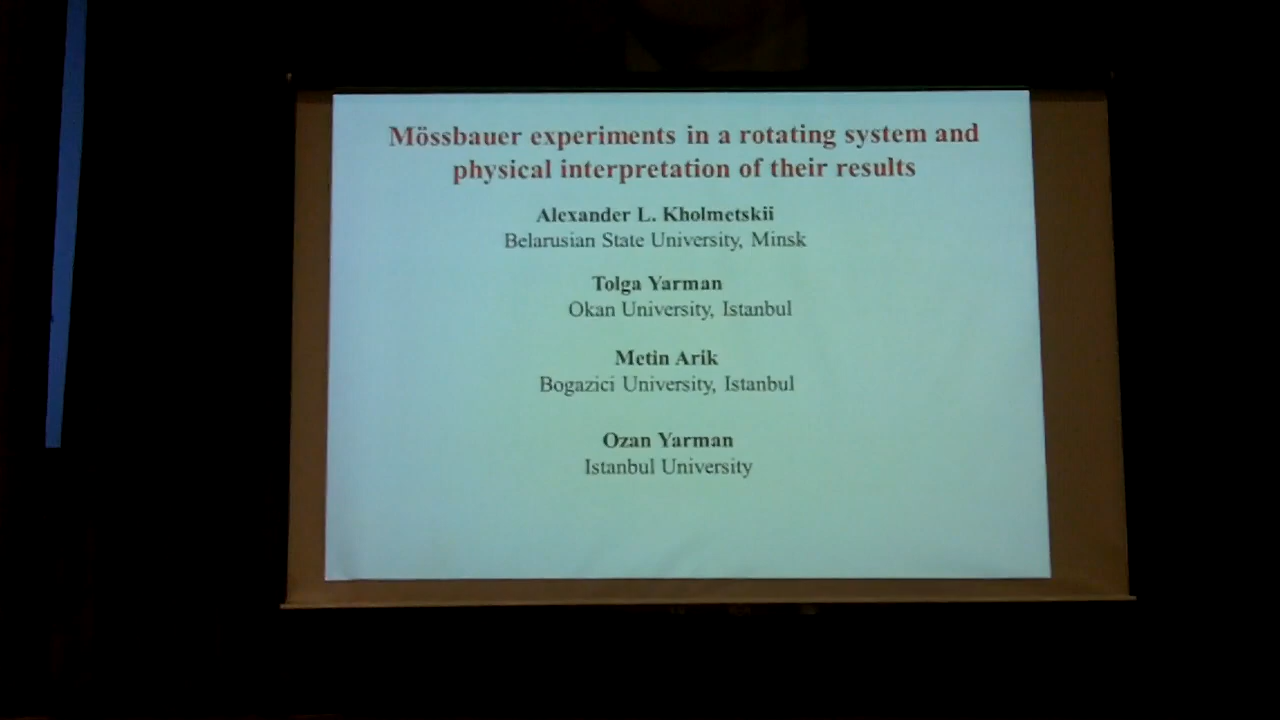 Mössbauer experiments in a rotating system and
physical interpretation of their results
Alexander L. Kholmetskii
Belarusian State University, Minsk
Tolga Yarman
Okan University, Istanbul
Metin Arik
Bogazici University, Istanbul
Ozan Yarman
Istanbul University